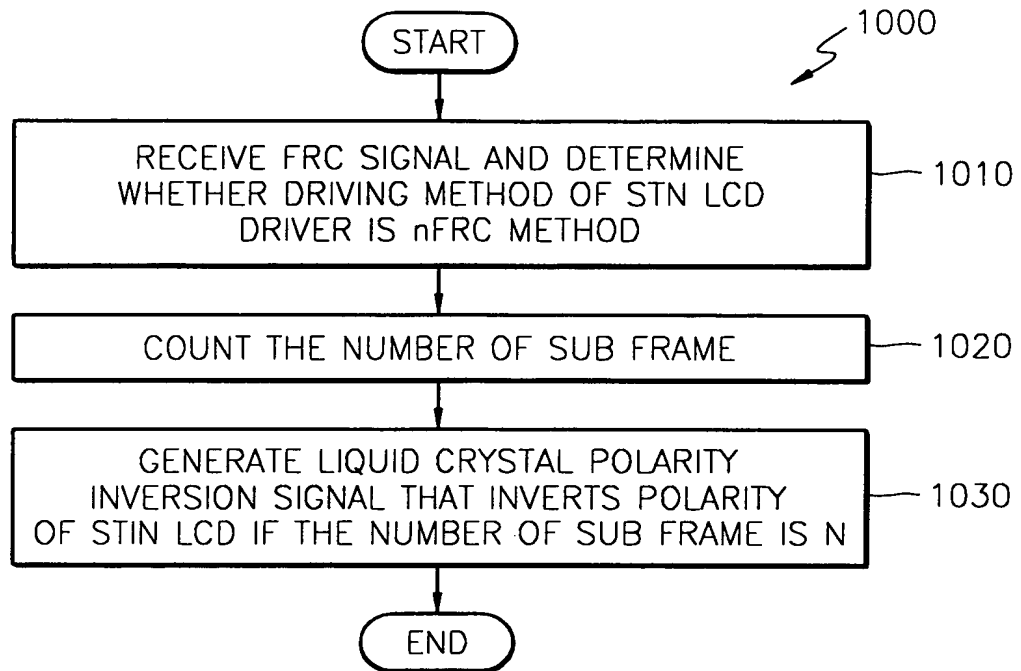 START
1000
RECEIVE FRC SIGNAL AND DETERMINE
WHETHER DRIVING METHOD OF STN LCD
DRIVER IS nFRC METHOD
1010
COUNT THE NUMBER OF SUB FRAME
1020
GENERATE LIQUID CRYSTAL POLARITY
INVERSION SIGNAL THAT INVERTS POLARITY
OF STIN LCD IF THE NUMBER OF SUB FRAME IS N
1030
END